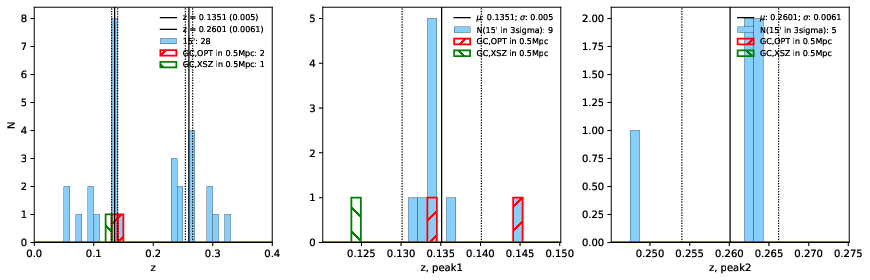 z = 0.1351 (0.005)
z = 0.2601 (0.0061)
15': 28
GC,OPT in 0.5Mpc: 2
GC,XSZ in 0.5Mpc: 1
N
8
7
6
5
4
3
2
1
0
0.0
0.1
0.2
0.3
0.4
z
μ: 0.1351; σ: 0.005
N(15' in 3sigma): 9
GC,OPT in 0.5Mpc
GC,XSZ in 0.5Mpc
5
4
3
2
1
0
0.125
0.130
0.135
0.140
0.145
0.150
z, peak1
μ: 0.2601; σ: 0.0061
N(15' in 3sigma): 5
GC,OPT in 0.5Mpc
GC,XSZ in 0.5Mpc
2.00
1.75
1.50
1.25
1.00
0.75
0.50
0.25
0.00
0.250
0.255
0.260
0.265
0.270
0.275
z, peak2